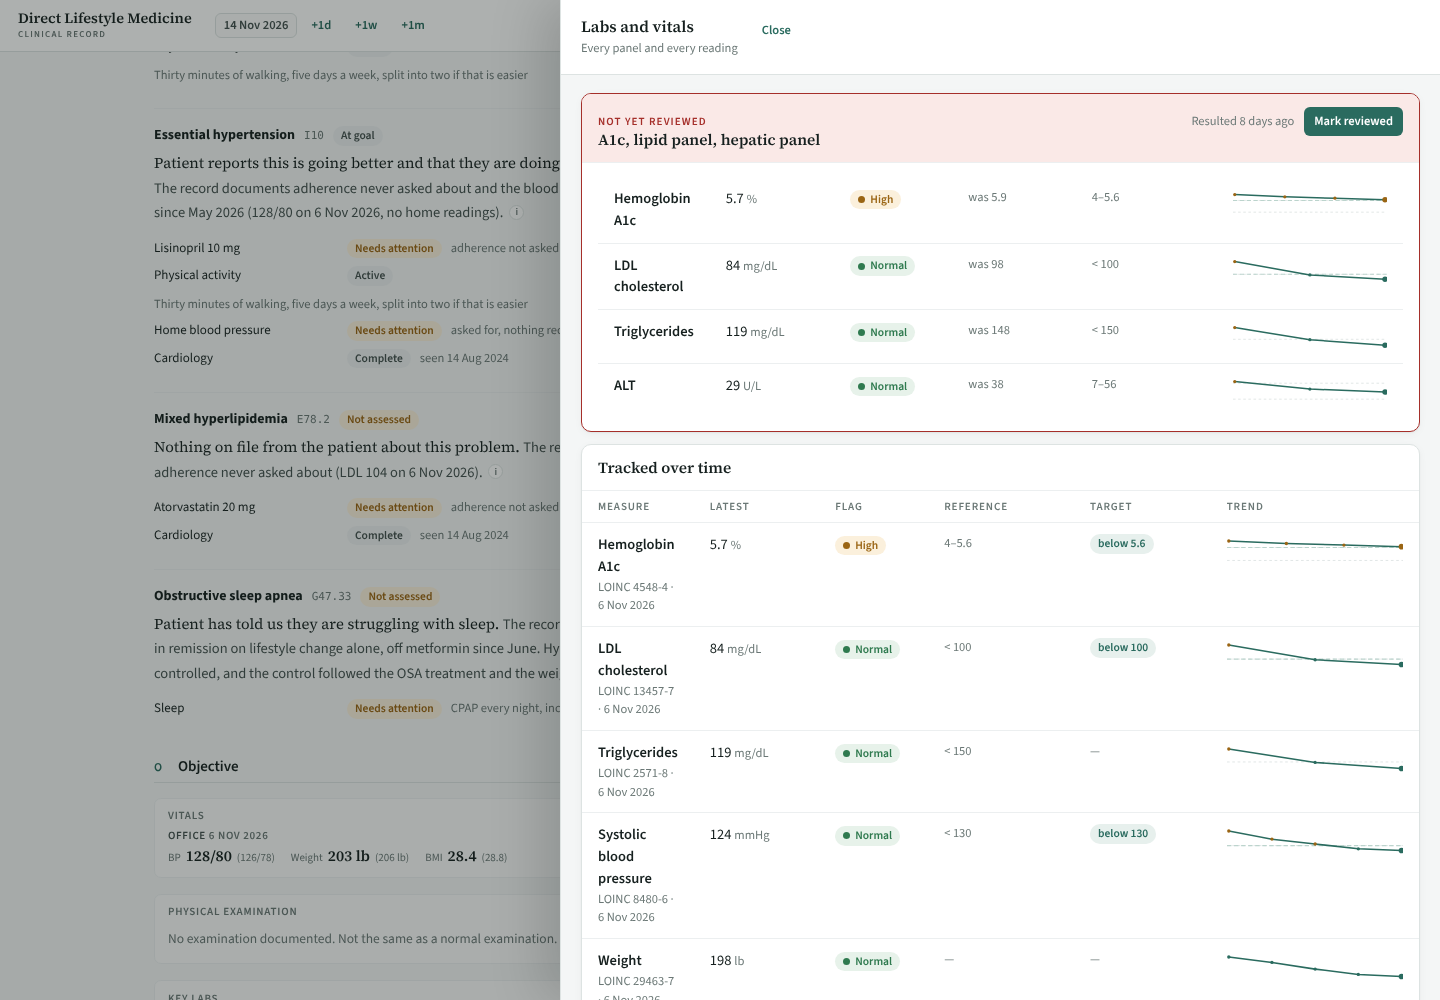 Direct Lifestyle Medicine
CLINICAL RECORD
14 Nov 2026
+1d
+1w
+1m
Thirty minutes of walking, five days a week, split into two if that is easier
Essential hypertension I10 At goal
Patient reports this is going better and that they are doing
The record documents adherence never asked about and the blood
since May 2026 (128/80 on 6 Nov 2026, no home readings). i
Lisinopril 10 mg Needs attention adherence not asked
Physical activity Active
Thirty minutes of walking, five days a week, split into two if that is easier
Home blood pressure Needs attention asked for, nothing rec
Cardiology Complete seen 14 Aug 2024
Mixed hyperlipidemia E78.2 Not assessed
Nothing on file from the patient about this problem. The re
adherence never asked about (LDL 104 on 6 Nov 2026). i
Atorvastatin 20 mg Needs attention adherence not asked
Cardiology Complete seen 14 Aug 2024
Obstructive sleep apnea G47.33 Not assessed
Patient has told us they are struggling with sleep. The recor
in remission on lifestyle change alone, off metformin since June. Hy
controlled, and the control followed the OSA treatment and the wei
Sleep Needs attention CPAP every night, inc
O Objective
VITALS
OFFICE 6 NOV 2026
BP 128/80 (126/78) Weight 203 lb (206 lb) BMI 28.4 (28.8)
PHYSICAL EXAMINATION
No examination documented. Not the same as a normal examination.
KEY LABS
Labs and vitals
Every panel and every reading
Close
NOT YET REVIEWED
A1c, lipid panel, hepatic panel
Resulted 8 days ago
Mark reviewed
Hemoglobin A1c 5.7 % High was 5.9 4–5.6
LDL cholesterol 84 mg/dL Normal was 98 < 100
Triglycerides 119 mg/dL Normal was 148 < 150
ALT 29 U/L Normal was 38 7–56
Tracked over time
MEASURE LATEST FLAG REFERENCE TARGET TREND
Hemoglobin 5.7 % High 4–5.6 below 5.6
A1c
LOINC 4548-4 ·
6 Nov 2026
LDL 84 mg/dL Normal < 100 below 100
cholesterol
LOINC 13457-7
· 6 Nov 2026
Triglycerides 119 mg/dL Normal < 150 —
LOINC 2571-8 ·
6 Nov 2026
Systolic 124 mmHg Normal < 130 below 130
blood
pressure
LOINC 8480-6 ·
6 Nov 2026
Weight 198 lb Normal — —
LOINC 29463-7
· 6 Nov 2026